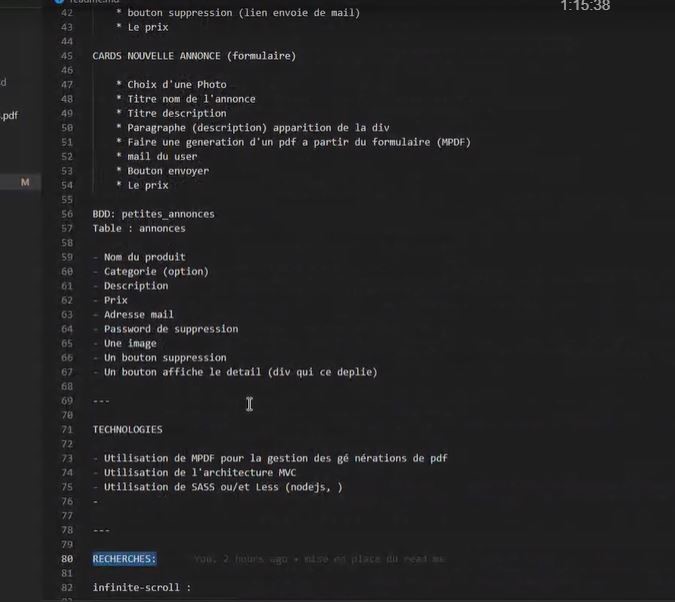 readme.md
1:15:38
42 * bouton suppression (lien envoie de mail)
43 * Le prix
44
45 CARDS NOUVELLE ANNONCE (formulaire)
46
47 * Choix d'une Photo
48 * Titre nom de l'annonce
49 * Titre description
50 * Paragraphe (description) apparition de la div
51 * Faire une generation d'un pdf a partir du formulaire (MPDF)
52 * mail du user
53 * Bouton envoyer
54 * Le prix
55
56 BDD: petites_annonces
57 Table : annonces
58
59 - Nom du produit
60 - Categorie (option)
61 - Description
62 - Prix
63 - Adresse mail
64 - Password de suppression
65 - Une image
66 - Un bouton suppression
67 - Un bouton affiche le detail (div qui ce deplie)
68
69 ---
70
71 TECHNOLOGIES
72
73 - Utilisation de MPDF pour la gestion des gé nérations de pdf
74 - Utilisation de l'architecture MVC
75 - Utilisation de SASS ou/et Less (nodejs, )
76 -
77
78 ---
79
80 RECHERCHES: You, 2 hours ago • mise en place du read me
81
82 infinite-scroll :
d
.pdf
M